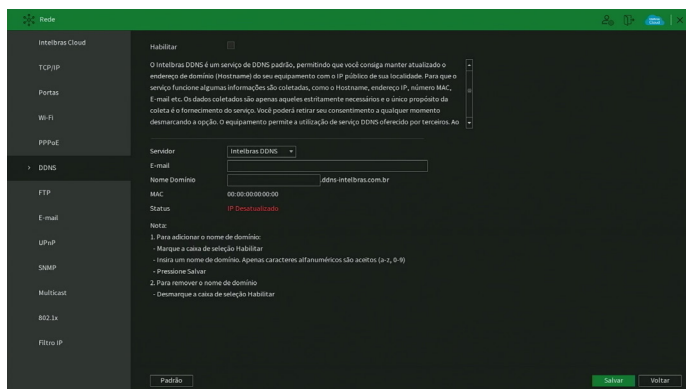 Rede
Intelbras Cloud
TCP/IP
Portas
Wi-Fi
PPPoE
DDNS
FTP
E-mail
UPnP
SNMP
Multicast
802.1x
Filtro IP
Habilitar
O Intelbras DDNS é um serviço de DDNS padrão, permitindo que você consiga manter atualizado o
endereço de domínio (Hostname) do seu equipamento com o IP público de sua localidade. Para que o
serviço funcione algumas informações são coletadas, como o Hostname, endereço IP, número MAC,
E-mail etc. Os dados coletados são apenas aqueles estritamente necessários e o único propósito da
coleta é o fornecimento do serviço. Você poderá retirar seu consentimento a qualquer momento
desmarcando a opção. O equipamento permite a utilização de serviço DDNS oferecido por terceiros. Ao
Servidor Intelbras DDNS
E-mail
Nome Domínio .ddns-intelbras.com.br
MAC 00:00:00:00:00:00
Status IP Desatualizado
Nota:
1. Para adicionar o nome de domínio:
- Marque a caixa de seleção Habilitar
- Insira um nome de domínio. Apenas caracteres alfanuméricos são aceitos (a-z, 0-9)
- Pressione Salvar
2. Para remover o nome de domínio
- Desmarque a caixa de seleção Habilitar
Padrão Salvar Voltar